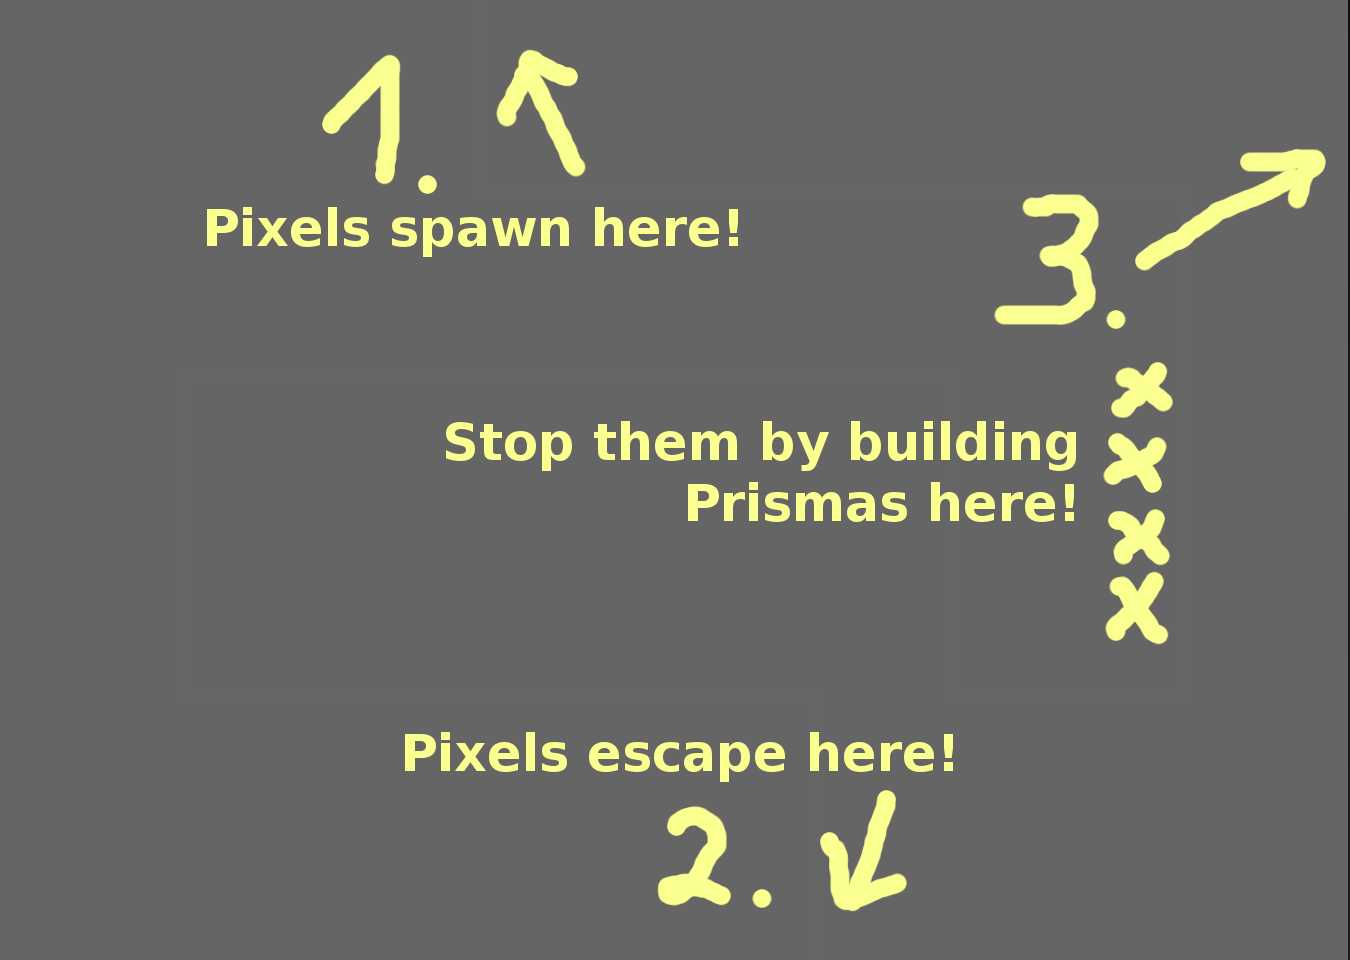 1.
Pixels spawn here!
3.
Stop them by building
Prismas here!
x
x
x
x
Pixels escape here!
2.